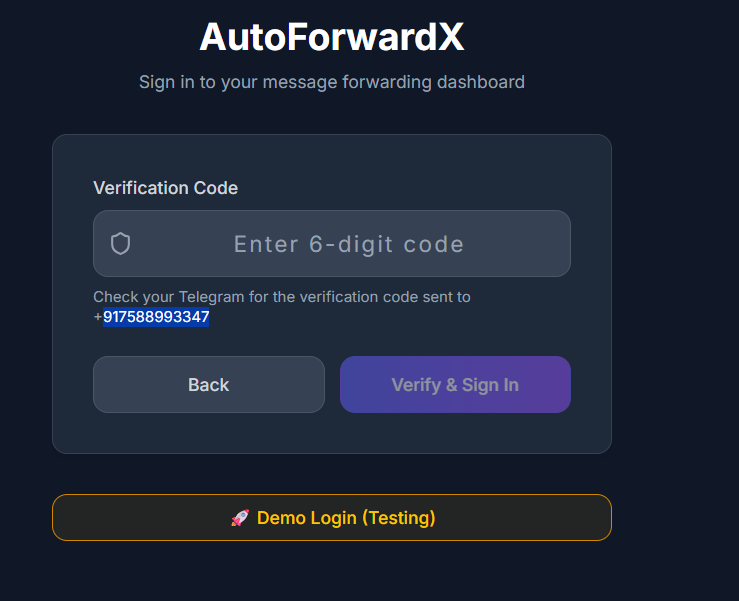 AutoForwardX
Sign in to your message forwarding dashboard
Verification Code
Enter 6-digit code
Check your Telegram for the verification code sent to
+917588993347
Back
Verify & Sign In
🚀 Demo Login (Testing)